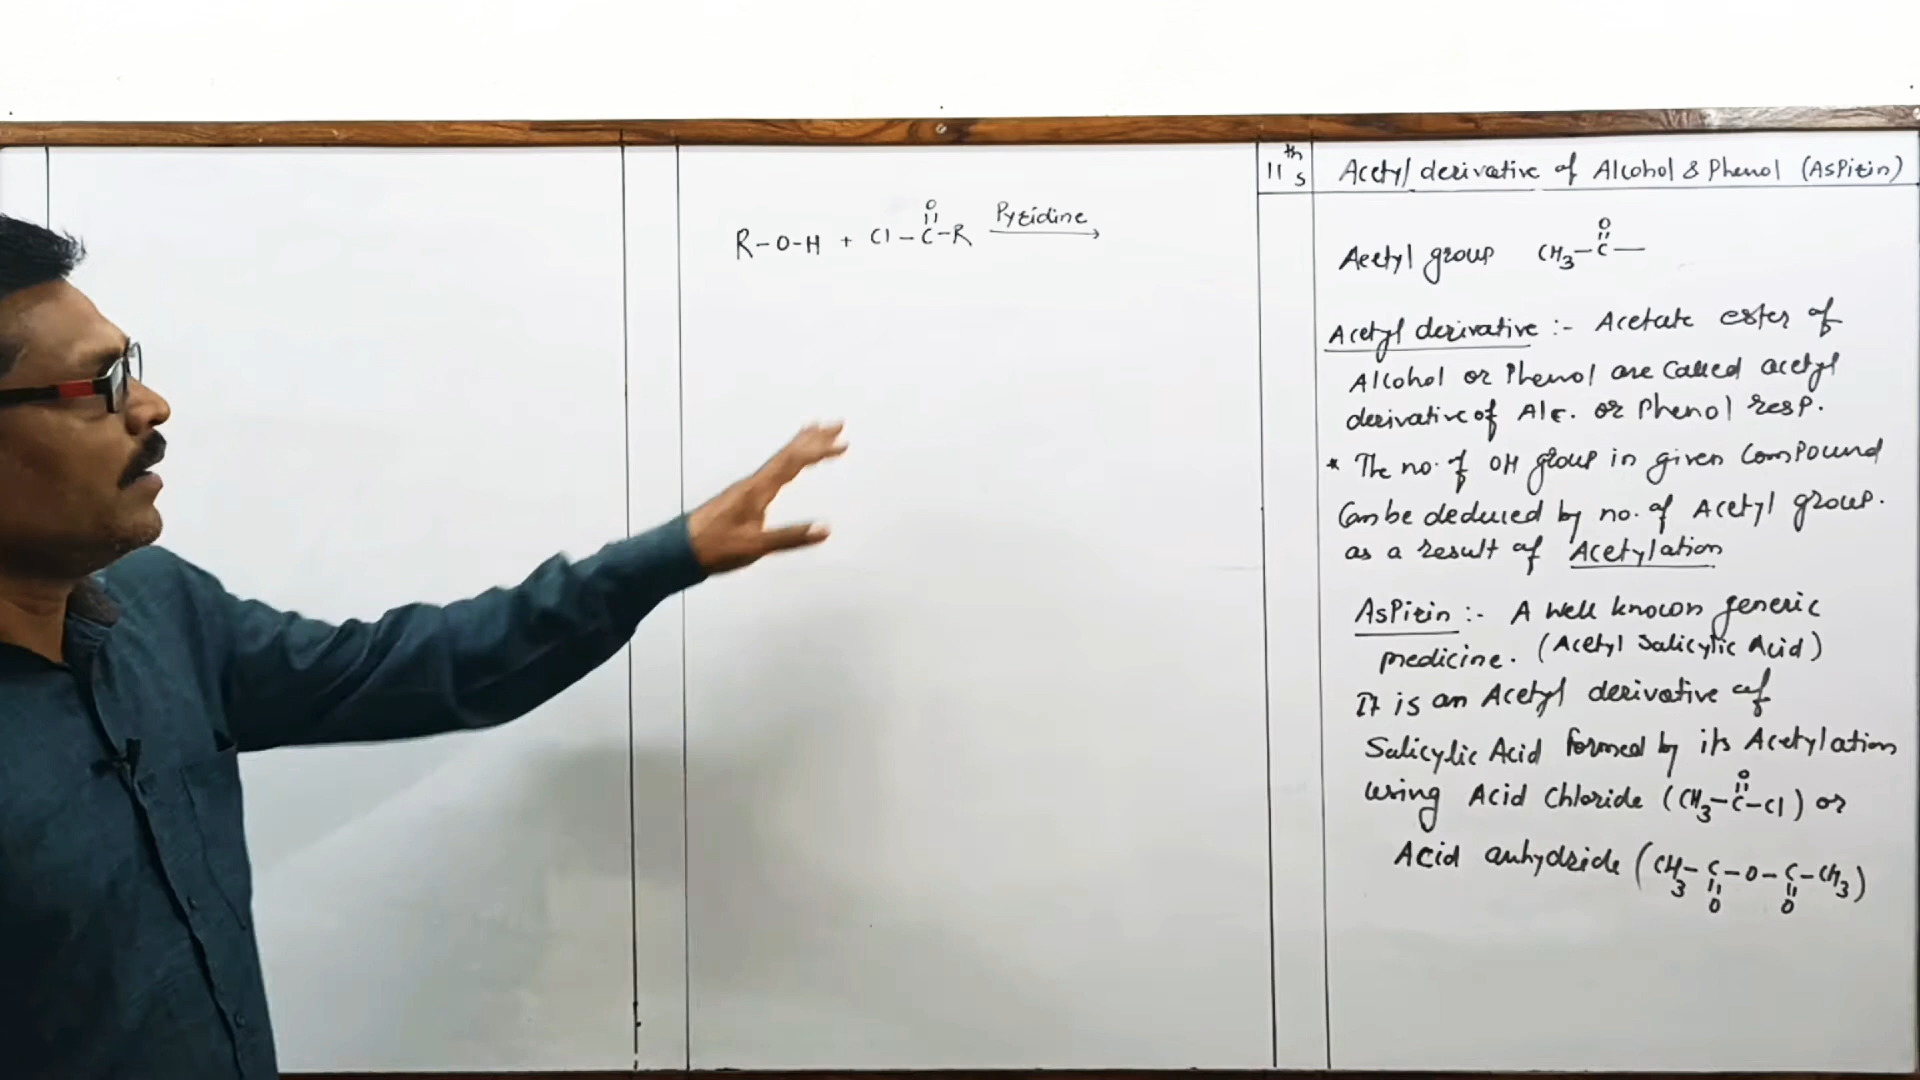 R-O-H + Cl-C-R Pyridine
O
11th S
Acetyl derivative of Alcohol & Phenol (Aspirin)
O
Acetyl group CH3-C-
Acetyl derivative :- Acetate ester of
Alcohol or Phenol are called acetyl
derivative of Alc. or Phenol resp.
* The no. of OH group in given compound
Can be deduced by no. of Acetyl group.
as a result of Acetylation
Aspirin :- A well known generic
medicine. (Acetyl Salicylic Acid)
It is an Acetyl derivative of
Salicylic Acid formed by its Acetylation
O
using Acid Chloride (CH3-C-Cl) or
Acid anhydride (CH3-C-O-C-CH3)
O O